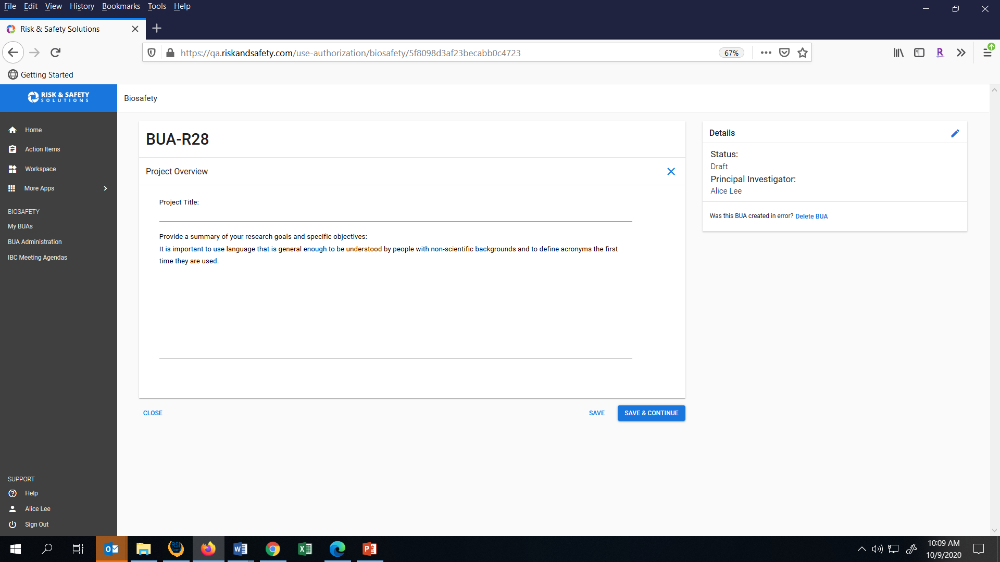 File Edit View History Bookmarks Tools Help
Risk & Safety Solutions
https://qa.riskandsafety.com/use-authorization/biosafety/5f8098d3af23becabb0c4723
67%
R
Getting Started
RISK & SAFETY
SOLUTIONS
Biosafety
Home
Action Items
Workspace
More Apps
BIOSAFETY
My BUAs
BUA Administration
IBC Meeting Agendas
BUA-R28
Project Overview
Project Title:
Provide a summary of your research goals and specific objectives:
It is important to use language that is general enough to be understood by people with non-scientific backgrounds and to define acronyms the first
time they are used.
CLOSE
SAVE
SAVE & CONTINUE
Details
Status:
Draft
Principal Investigator:
Alice Lee
Was this BUA created in error? Delete BUA
SUPPORT
Help
Alice Lee
Sign Out
RSI
10:09 AM
10/9/2020